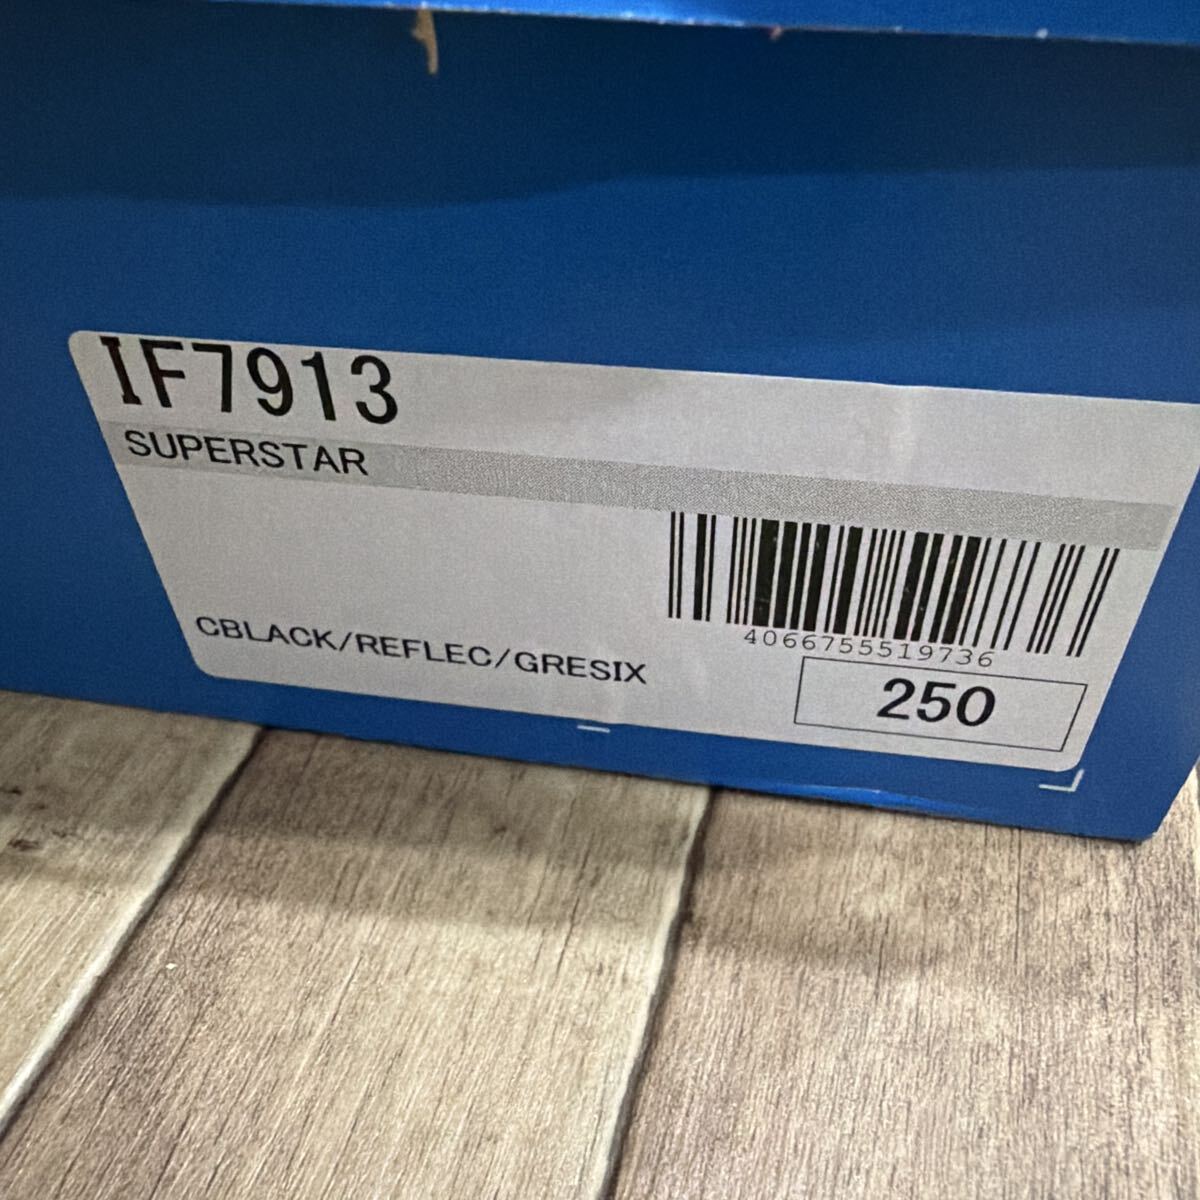 IF7913
SUPERSTAR
CBLACK/REFLEC/GRESIX
4066755519736
250